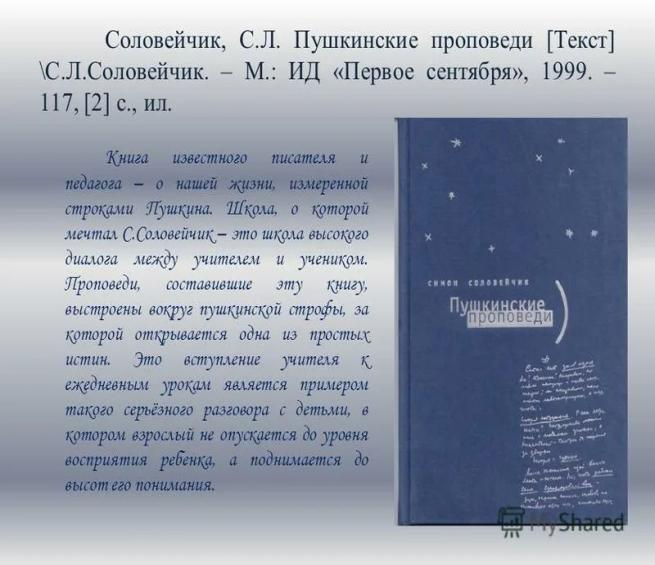 Соловейчик, С.Л. Пушкинские проповеди [Текст]
\С.Л.Соловейчик. – М.: ИД «Первое сентября», 1999. –
117, [2] с., ил.
Книга известного писателя и
педагога – о нашей жизни, измеренной
строками Пушкина. Школа, о которой
мечтал С.Соловейчик – это школа высокого
диалога между учителем и учеником.
Проповеди, составившие эту книгу,
выстроены вокруг пушкинской строфы, за
которой открывается одна из простых
истин. Это вступление учителя к
ежедневным урокам является примером
такого серьёзного разговора с детьми, в
котором взрослый не опускается до уровня
восприятия ребенка, а поднимается до
высот его понимания.
симон соловейчик
Пушкинские
проповеди
MyShared